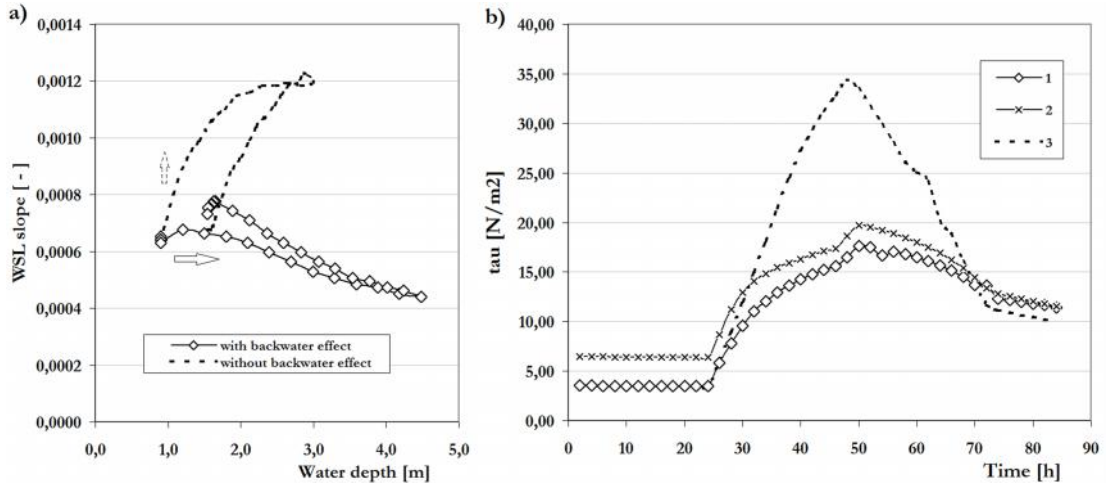 a)
0,0014
0,0012
0,0010
0,0008
0,0006
0,0004
0,0002
0,0000
WSL slope [ - ]
with backwater effect
without backwater effect
0,0 1,0 2,0 3,0 4,0 5,0
Water depth [m]
b)
40,00
35,00
30,00
25,00
20,00
15,00
10,00
5,00
0,00
tau [N/m2]
1
2
3
0 10 20 30 40 50 60 70 80 90
Time [h]